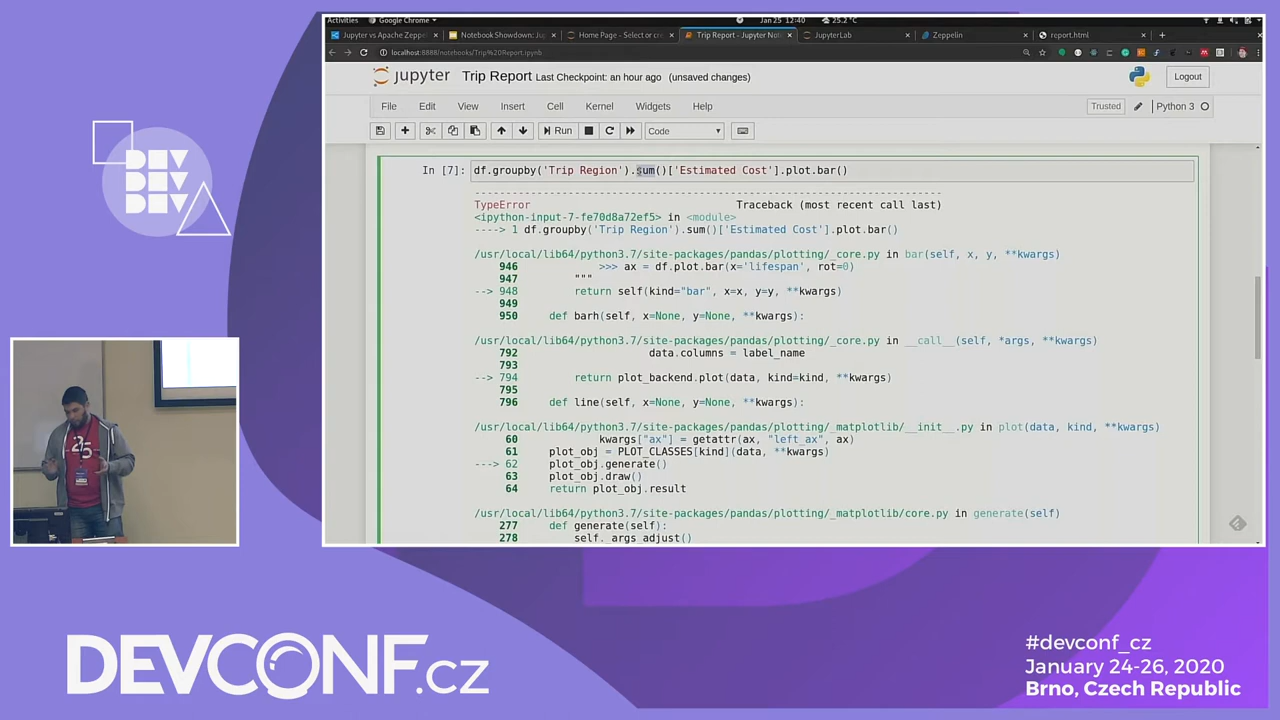 Activities
Google Chrome
Jan 25 12:40
25.2°C
Jupyter vs Apache Zeppel
Notebook Showdown: Ju
Home Page - Select or cre
Trip Report - Jupyter Not
JupyterLab
Zeppelin
report.html
localhost:8888/notebooks/Trip%20Report.ipynb
jupyter Trip Report Last Checkpoint: an hour ago (unsaved changes)
Logout
File Edit View Insert Cell Kernel Widgets Help
Trusted
Python 3
Run
Code
In [7]: df.groupby('Trip Region').sum()['Estimated Cost'].plot.bar()
---------------------------------------------------------------------------
TypeError Traceback (most recent call last)
<ipython-input-7-fe70d8a72ef5> in <module>
----> 1 df.groupby('Trip Region').sum()['Estimated Cost'].plot.bar()
/usr/local/lib64/python3.7/site-packages/pandas/plotting/_core.py in bar(self, x, y, **kwargs)
946 >>> ax = df.plot.bar(x='lifespan', rot=0)
947 """
--> 948 return self(kind="bar", x=x, y=y, **kwargs)
949
950 def barh(self, x=None, y=None, **kwargs):
/usr/local/lib64/python3.7/site-packages/pandas/plotting/_core.py in __call__(self, *args, **kwargs)
792 data.columns = label_name
793
--> 794 return plot_backend.plot(data, kind=kind, **kwargs)
795
796 def line(self, x=None, y=None, **kwargs):
/usr/local/lib64/python3.7/site-packages/pandas/plotting/_matplotlib/__init__.py in plot(data, kind, **kwargs)
60 kwargs["ax"] = getattr(ax, "left_ax", ax)
61 plot_obj = PLOT_CLASSES[kind](data, **kwargs)
---> 62 plot_obj.generate()
63 plot_obj.draw()
64 return plot_obj.result
/usr/local/lib64/python3.7/site-packages/pandas/plotting/_matplotlib/core.py in generate(self)
277 def generate(self):
278 self._args_adjust()
DEV
DEV
DEV
DEVCONF.cz
#devconf_cz
January 24-26, 2020
Brno, Czech Republic